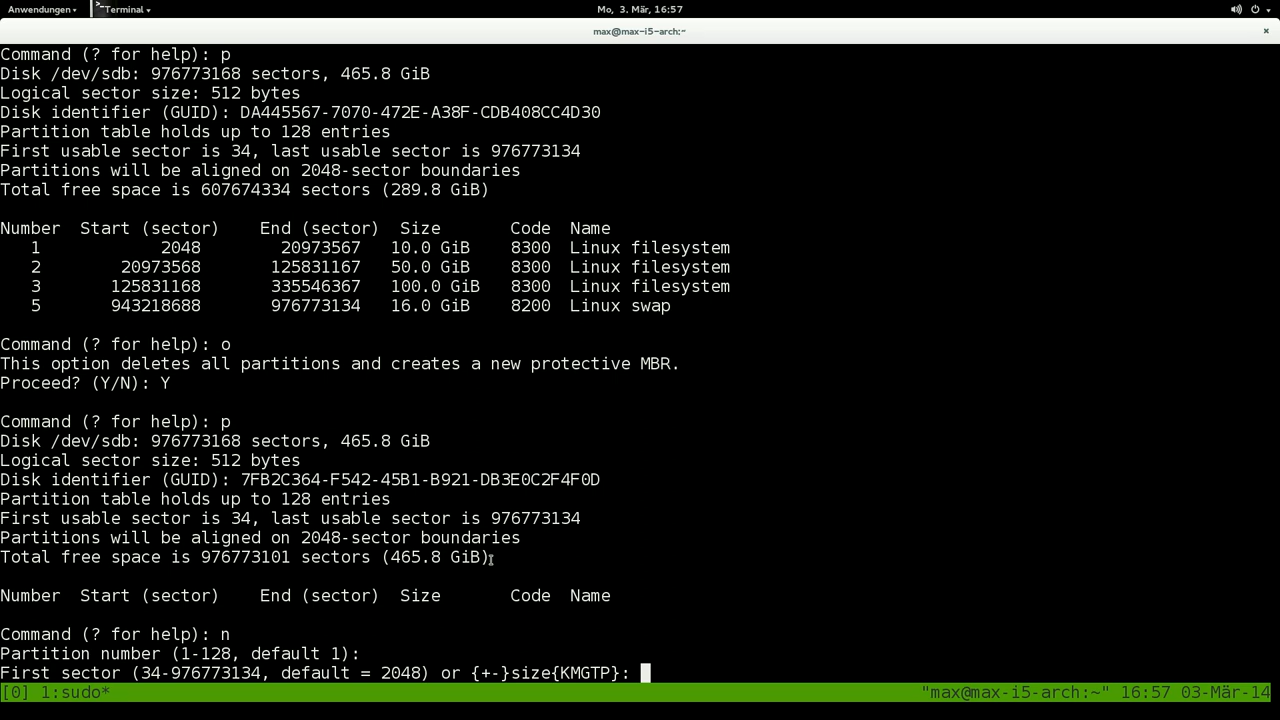 Anwendungen Terminal Mo, 3. Mär, 16:57
max@max-i5-arch:~
Command (? for help): p
Disk /dev/sdb: 976773168 sectors, 465.8 GiB
Logical sector size: 512 bytes
Disk identifier (GUID): DA445567-7070-472E-A38F-CDB408CC4D30
Partition table holds up to 128 entries
First usable sector is 34, last usable sector is 976773134
Partitions will be aligned on 2048-sector boundaries
Total free space is 607674334 sectors (289.8 GiB)
Number  Start (sector)    End (sector)  Size       Code  Name
   1            2048        20973567   10.0 GiB    8300  Linux filesystem
   2        20973568       125831167   50.0 GiB    8300  Linux filesystem
   3       125831168       335546367   100.0 GiB   8300  Linux filesystem
   5       943218688       976773134   16.0 GiB    8200  Linux swap
Command (? for help): o
This option deletes all partitions and creates a new protective MBR.
Proceed? (Y/N): Y
Command (? for help): p
Disk /dev/sdb: 976773168 sectors, 465.8 GiB
Logical sector size: 512 bytes
Disk identifier (GUID): 7FB2C364-F542-45B1-B921-DB3E0C2F4F0D
Partition table holds up to 128 entries
First usable sector is 34, last usable sector is 976773134
Partitions will be aligned on 2048-sector boundaries
Total free space is 976773101 sectors (465.8 GiB)
Number  Start (sector)    End (sector)  Size       Code  Name
Command (? for help): n
Partition number (1-128, default 1):
First sector (34-976773134, default = 2048) or {+-}size{KMGTP}:
[0] 1:sudo* "max@max-i5-arch:~" 16:57 03-Mär-14